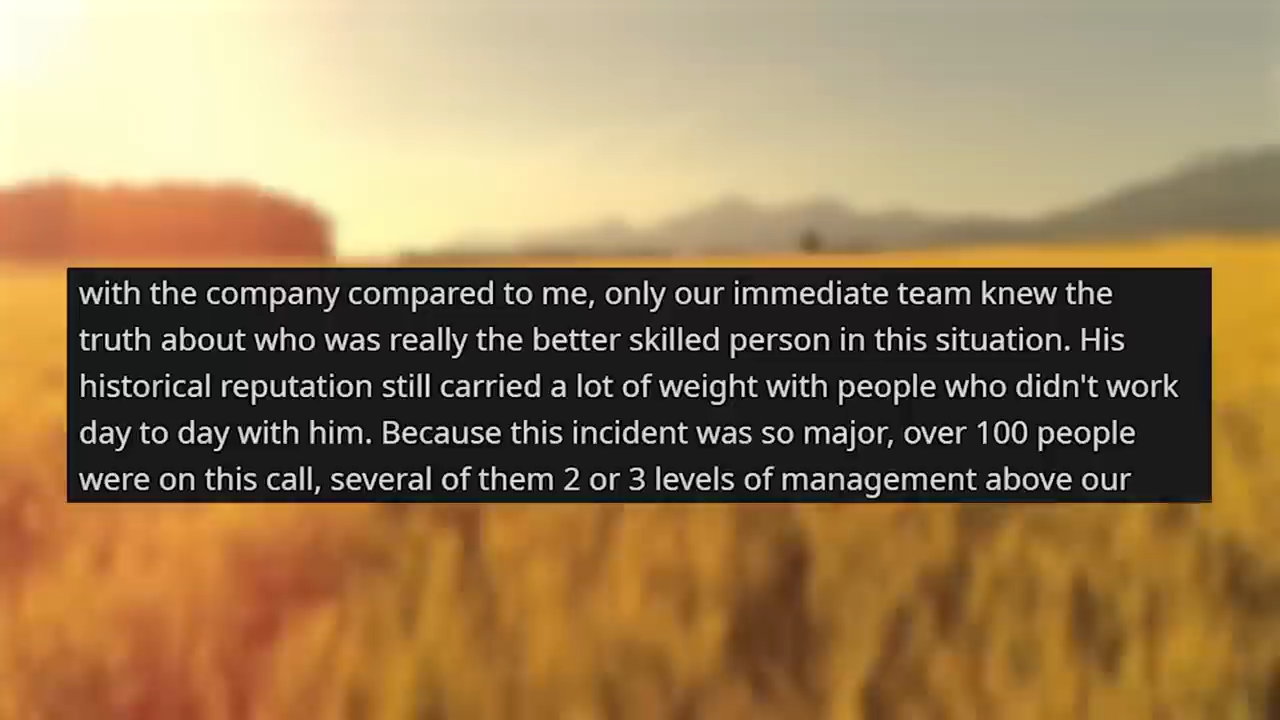 with the company compared to me, only our immediate team knew the
truth about who was really the better skilled person in this situation. His
historical reputation still carried a lot of weight with people who didn't work
day to day with him. Because this incident was so major, over 100 people
were on this call, several of them 2 or 3 levels of management above our